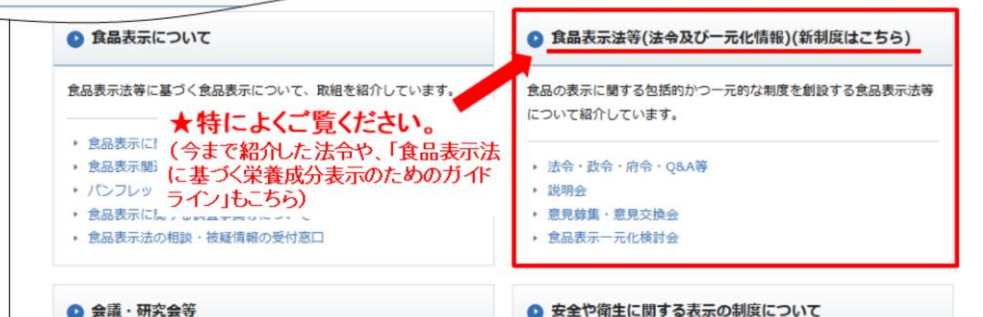 食品表示について
食品表示法等に基づく食品表示について、取組を紹介しています。
★特によくご覧ください。
（今まで紹介した法令や、「食品表示法
に基づく栄養成分表示のためのガイド
ライン」もこちら）
食品表示に
食品表示関
パンフレッ
食品表示に
食品表示法の相談・被疑情報の受付窓口
食品表示法等(法令及び一元化情報)(新制度はこちら)
食品の表示に関する包括的かつ一元的な制度を創設する食品表示法等
について紹介しています。
法令・政令・府令・Q&A等
説明会
意見募集・意見交換会
食品表示一元化検討会
会議・研究会等
安全や衛生に関する表示の制度について